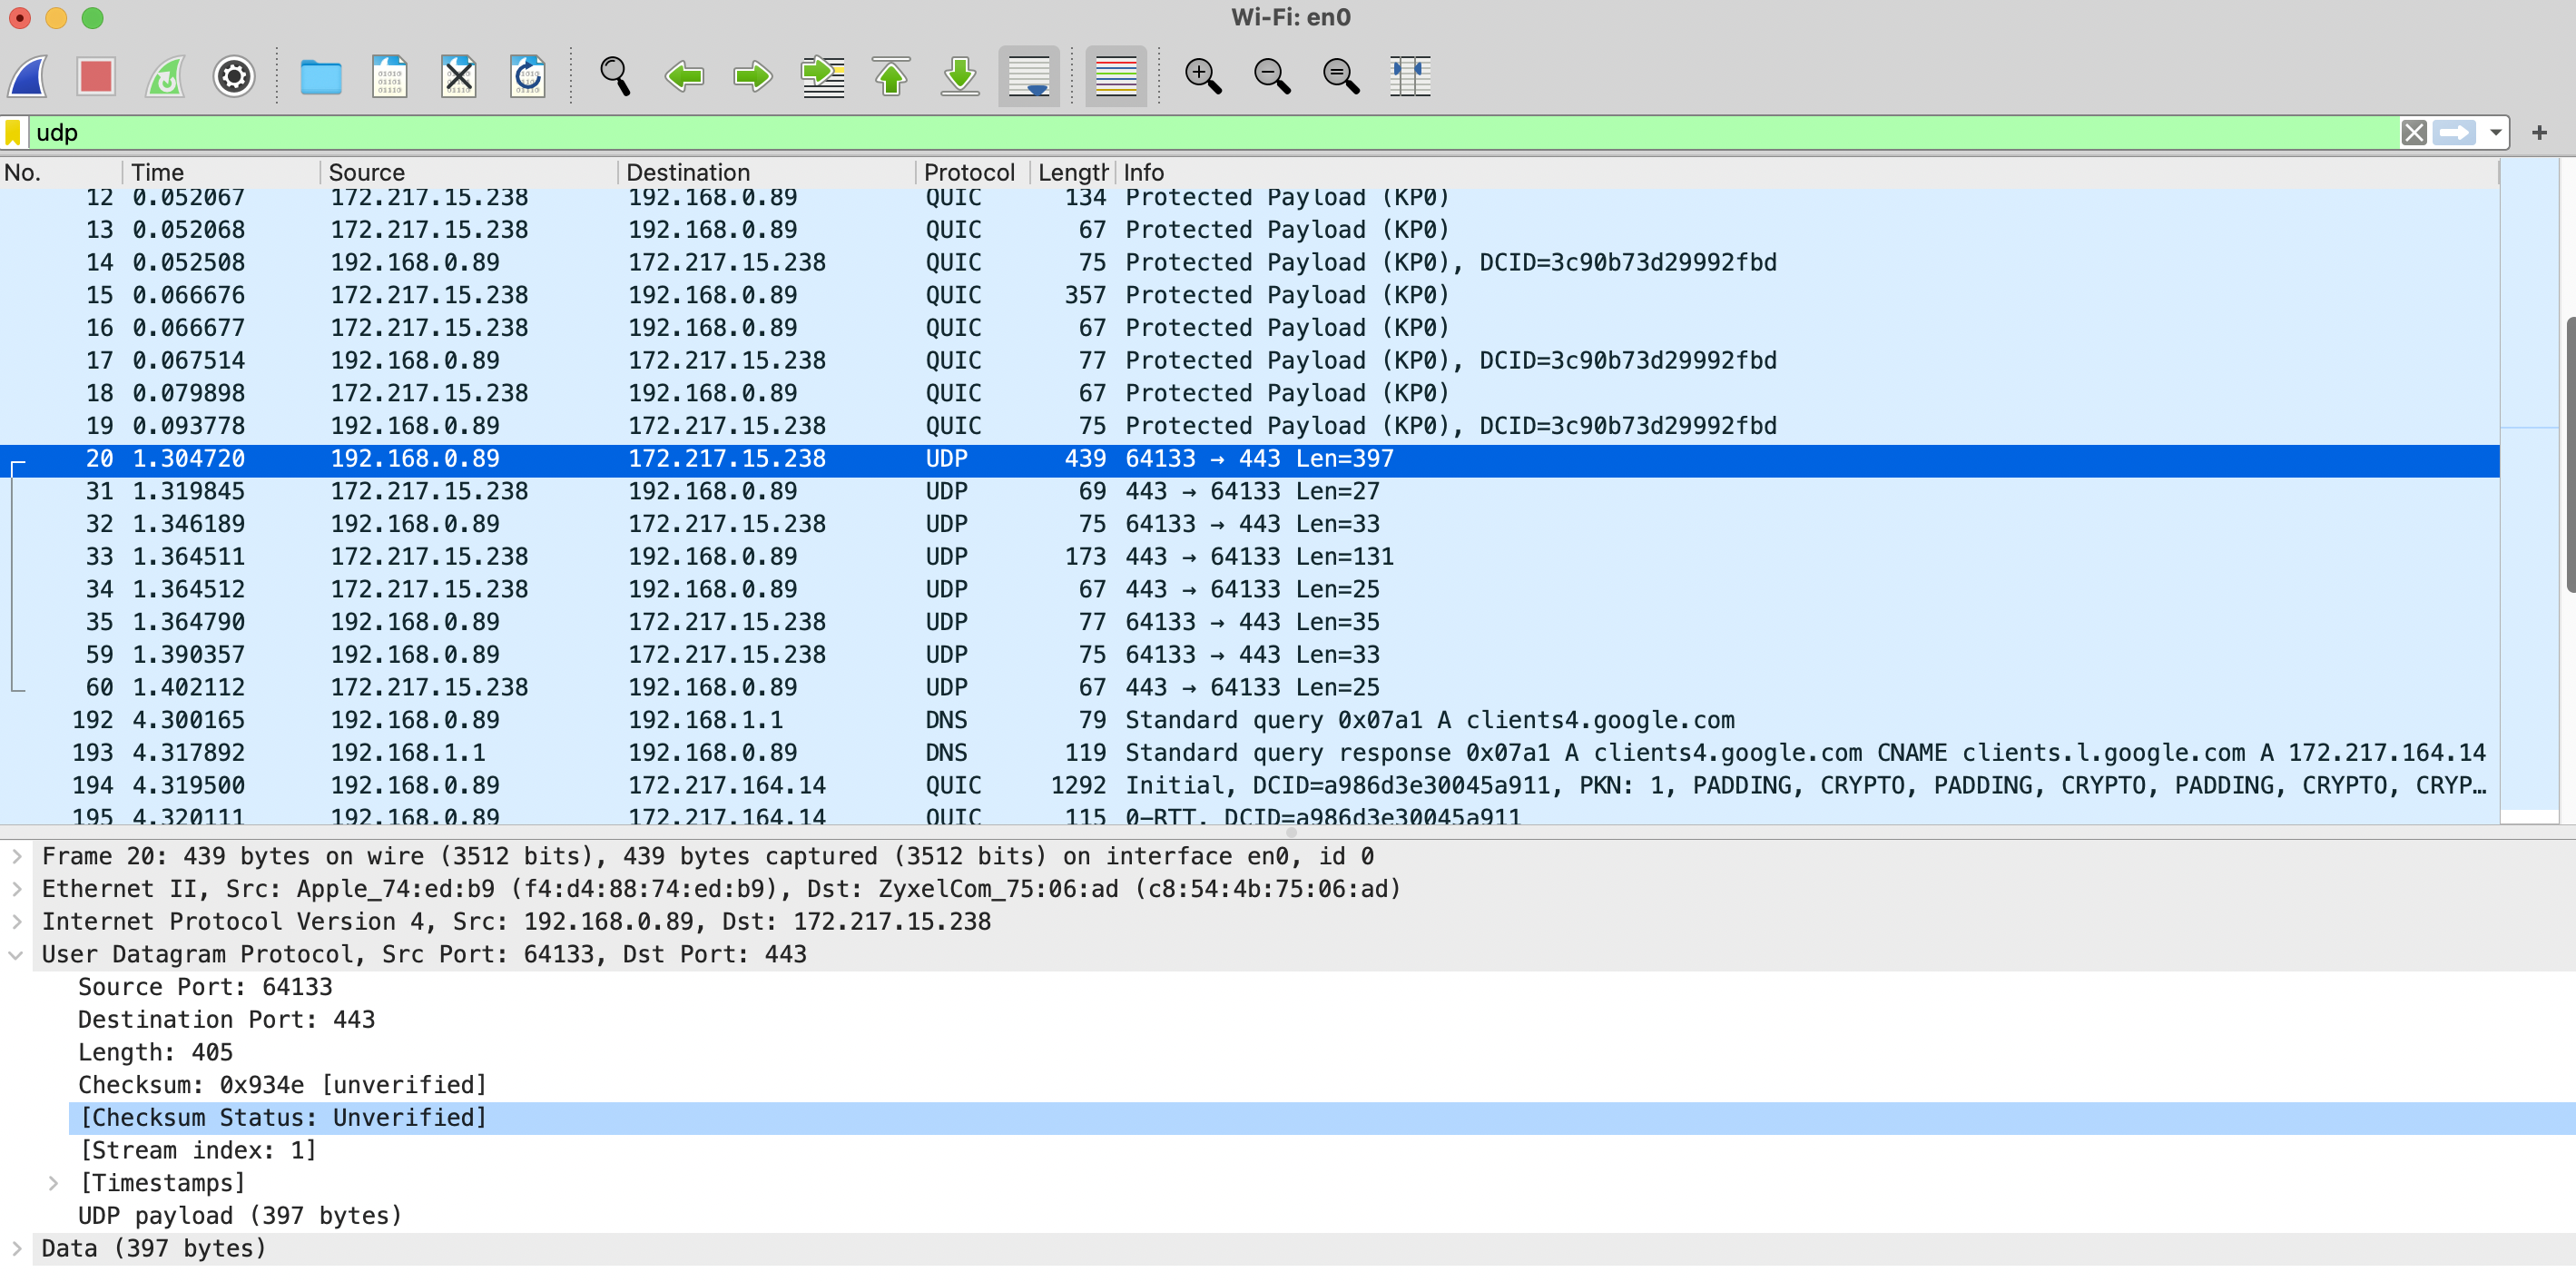 Wi-Fi: en0
udp
No. Time Source Destination Protocol Length Info
12 0.052067 172.217.15.238 192.168.0.89 QUIC 134 Protected Payload (KP0)
13 0.052068 172.217.15.238 192.168.0.89 QUIC 67 Protected Payload (KP0)
14 0.052508 192.168.0.89 172.217.15.238 QUIC 75 Protected Payload (KP0), DCID=3c90b73d29992fbd
15 0.066676 172.217.15.238 192.168.0.89 QUIC 357 Protected Payload (KP0)
16 0.066677 172.217.15.238 192.168.0.89 QUIC 67 Protected Payload (KP0)
17 0.067514 192.168.0.89 172.217.15.238 QUIC 77 Protected Payload (KP0), DCID=3c90b73d29992fbd
18 0.079898 172.217.15.238 192.168.0.89 QUIC 67 Protected Payload (KP0)
19 0.093778 192.168.0.89 172.217.15.238 QUIC 75 Protected Payload (KP0), DCID=3c90b73d29992fbd
20 1.304720 192.168.0.89 172.217.15.238 UDP 439 64133 → 443 Len=397
31 1.319845 172.217.15.238 192.168.0.89 UDP 69 443 → 64133 Len=27
32 1.346189 192.168.0.89 172.217.15.238 UDP 75 64133 → 443 Len=33
33 1.364511 172.217.15.238 192.168.0.89 UDP 173 443 → 64133 Len=131
34 1.364512 172.217.15.238 192.168.0.89 UDP 67 443 → 64133 Len=25
35 1.364790 192.168.0.89 172.217.15.238 UDP 77 64133 → 443 Len=35
59 1.390357 192.168.0.89 172.217.15.238 UDP 75 64133 → 443 Len=33
60 1.402112 172.217.15.238 192.168.0.89 UDP 67 443 → 64133 Len=25
192 4.300165 192.168.0.89 192.168.1.1 DNS 79 Standard query 0x07a1 A clients4.google.com
193 4.317892 192.168.1.1 192.168.0.89 DNS 119 Standard query response 0x07a1 A clients4.google.com CNAME clients.l.google.com A 172.217.164.14
194 4.319500 192.168.0.89 172.217.164.14 QUIC 1292 Initial, DCID=a986d3e30045a911, PKN: 1, PADDING, CRYPTO, PADDING, CRYPTO, PADDING, CRYPTO, CRYP…
195 4.320111 192.168.0.89 172.217.164.14 QUIC 115 0-RTT, DCID=a986d3e30045a911
Frame 20: 439 bytes on wire (3512 bits), 439 bytes captured (3512 bits) on interface en0, id 0
Ethernet II, Src: Apple_74:ed:b9 (f4:d4:88:74:ed:b9), Dst: ZyxelCom_75:06:ad (c8:54:4b:75:06:ad)
Internet Protocol Version 4, Src: 192.168.0.89, Dst: 172.217.15.238
User Datagram Protocol, Src Port: 64133, Dst Port: 443
Source Port: 64133
Destination Port: 443
Length: 405
Checksum: 0x934e [unverified]
[Checksum Status: Unverified]
[Stream index: 1]
[Timestamps]
UDP payload (397 bytes)
Data (397 bytes)